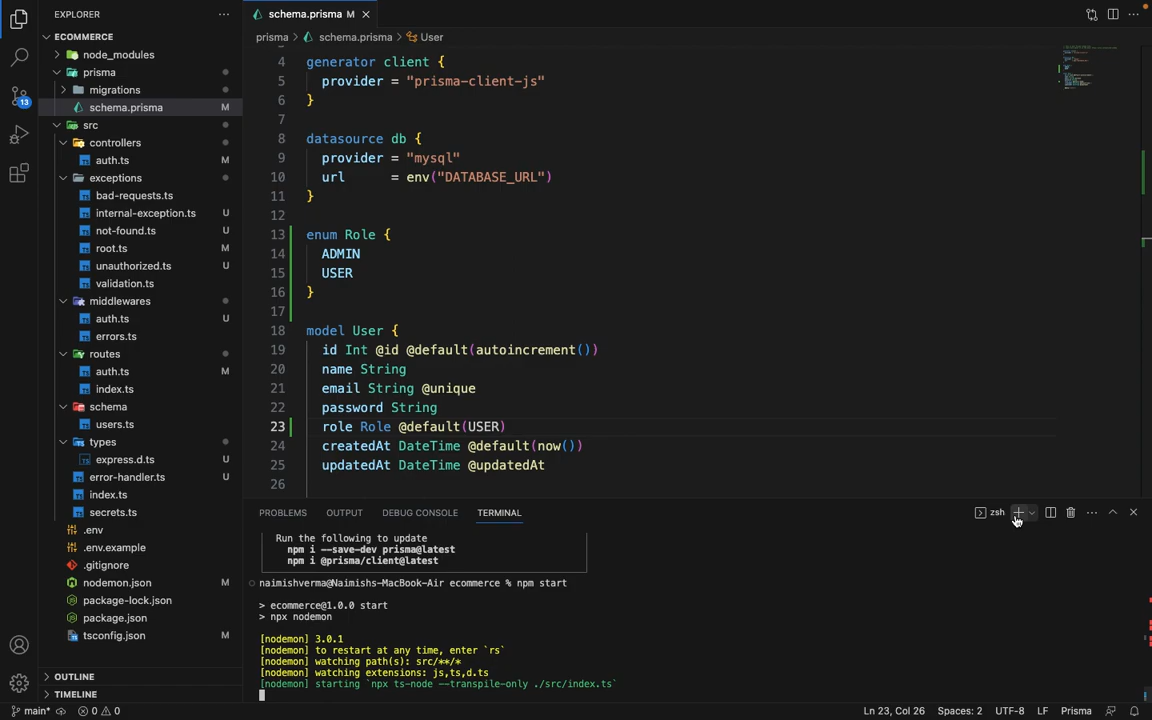 EXPLORER
ECOMMERCE
node_modules
prisma
migrations
schema.prisma M
src
controllers
auth.ts M
exceptions
bad-requests.ts
internal-exception.ts U
not-found.ts U
root.ts M
unauthorized.ts U
validation.ts
middlewares
auth.ts U
errors.ts
routes
auth.ts M
index.ts
schema
users.ts
types
express.d.ts U
error-handler.ts U
index.ts
secrets.ts
.env
.env.example
.gitignore
nodemon.json M
package-lock.json
package.json
tsconfig.json M
OUTLINE
TIMELINE
13
schema.prisma M
prisma > schema.prisma > User
4 generator client {
5 provider = "prisma-client-js"
6 }
7
8 datasource db {
9 provider = "mysql"
10 url = env("DATABASE_URL")
11 }
12
13 enum Role {
14 ADMIN
15 USER
16 }
17
18 model User {
19 id Int @id @default(autoincrement())
20 name String
21 email String @unique
22 password String
23 role Role @default(USER)
24 createdAt DateTime @default(now())
25 updatedAt DateTime @updatedAt
26
PROBLEMS OUTPUT DEBUG CONSOLE TERMINAL
zsh
Run the following to update
npm i --save-dev prisma@latest
npm i @prisma/client@latest
naimishverma@Naimishs-MacBook-Air ecommerce % npm start
> ecommerce@1.0.0 start
> npx nodemon
[nodemon] 3.0.1
[nodemon] to restart at any time, enter `rs`
[nodemon] watching path(s): src/**/*
[nodemon] watching extensions: js,ts,d.ts
[nodemon] starting `npx ts-node --transpile-only ./src/index.ts`
main* 0 0 Ln 23, Col 26 Spaces: 2 UTF-8 LF Prisma